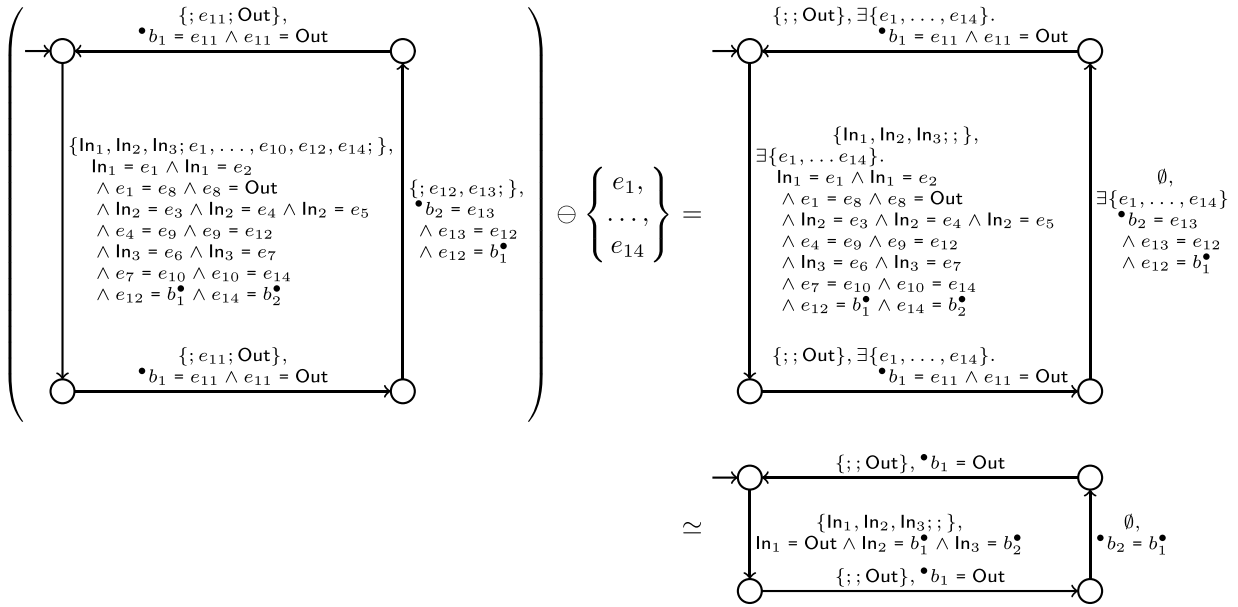 {; e₁₁; Out},
•b₁ = e₁₁ ∧ e₁₁ = Out
{In₁, In₂, In₃; e₁, …, e₁₀, e₁₂, e₁₄; },
In₁ = e₁ ∧ In₁ = e₂
∧ e₁ = e₈ ∧ e₈ = Out
∧ In₂ = e₃ ∧ In₂ = e₄ ∧ In₂ = e₅
∧ e₄ = e₉ ∧ e₉ = e₁₂
∧ In₃ = e₆ ∧ In₃ = e₇
∧ e₇ = e₁₀ ∧ e₁₀ = e₁₄
∧ e₁₂ = b₁• ∧ e₁₄ = b₂•
{; e₁₂, e₁₃; },
•b₂ = e₁₃
∧ e₁₃ = e₁₂
∧ e₁₂ = b₁•
{; e₁₁; Out},
•b₁ = e₁₁ ∧ e₁₁ = Out
⊖ { e₁,
…,
e₁₄ } =
{; ; Out}, ∃{e₁, …, e₁₄}.
•b₁ = e₁₁ ∧ e₁₁ = Out
{In₁, In₂, In₃; ; },
∃{e₁, … e₁₄}.
In₁ = e₁ ∧ In₁ = e₂
∧ e₁ = e₈ ∧ e₈ = Out
∧ In₂ = e₃ ∧ In₂ = e₄ ∧ In₂ = e₅
∧ e₄ = e₉ ∧ e₉ = e₁₂
∧ In₃ = e₆ ∧ In₃ = e₇
∧ e₇ = e₁₀ ∧ e₁₀ = e₁₄
∧ e₁₂ = b₁• ∧ e₁₄ = b₂•
∅,
∃{e₁, …, e₁₄}
•b₂ = e₁₃
∧ e₁₃ = e₁₂
∧ e₁₂ = b₁•
{; ; Out}, ∃{e₁, …, e₁₄}.
•b₁ = e₁₁ ∧ e₁₁ = Out
≃
{; ; Out}, •b₁ = Out
{In₁, In₂, In₃; ; },
In₁ = Out ∧ In₂ = b₁• ∧ In₃ = b₂•
∅,
•b₂ = b₁•
{; ; Out}, •b₁ = Out